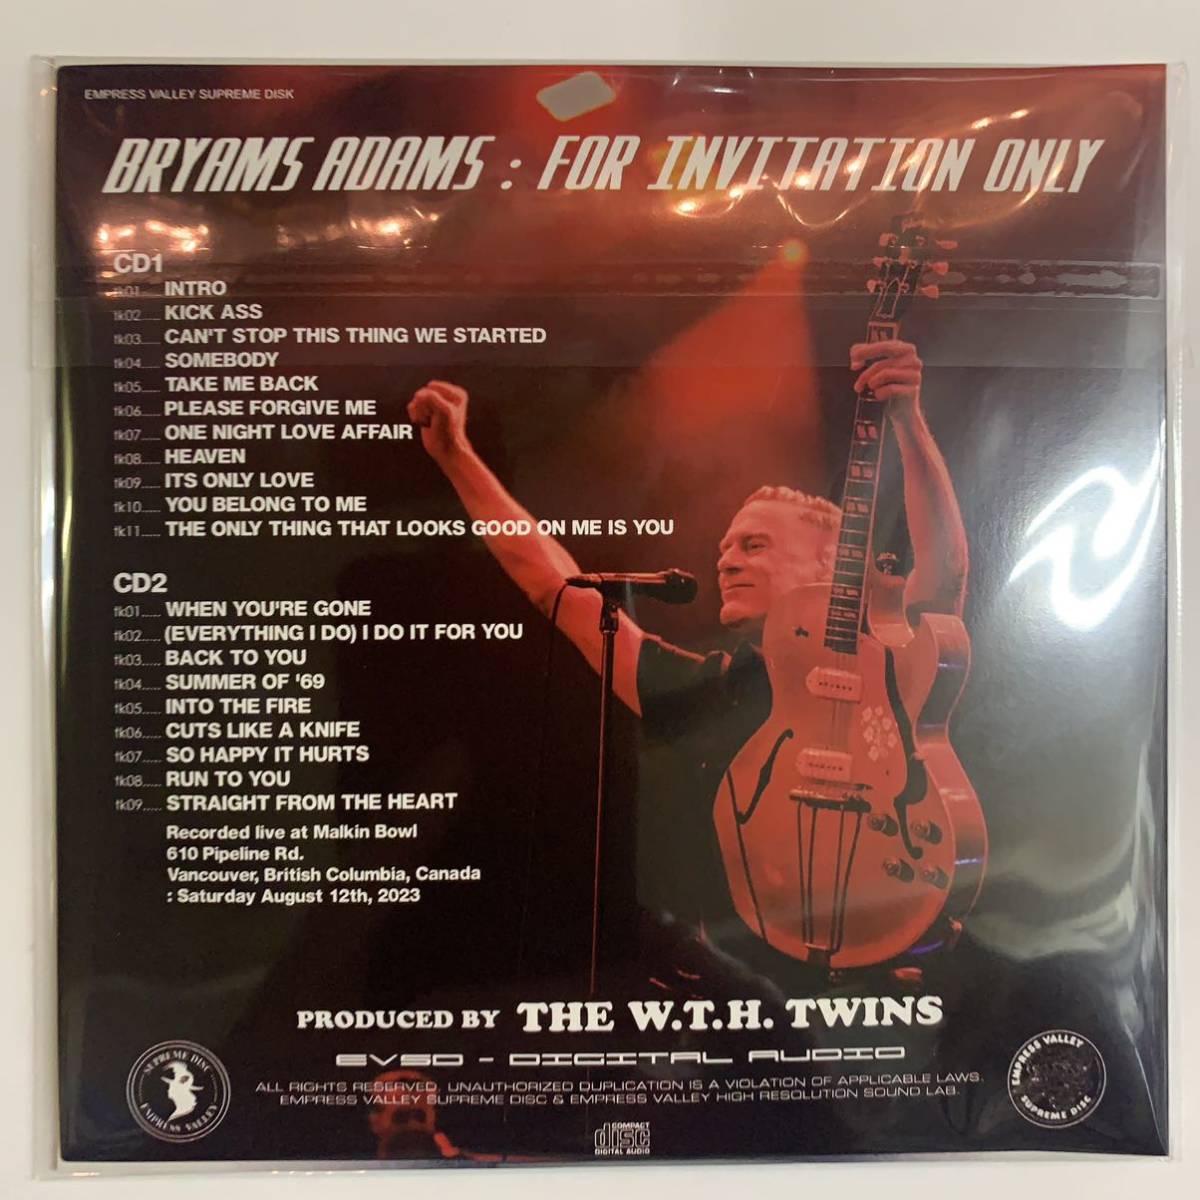 EMPRESS VALLEY SUPREME DISK
BRYAMS ADAMS : FOR INVITATION ONLY
CD1
tk01..... INTRO
tk02..... KICK ASS
tk03..... CAN'T STOP THIS THING WE STARTED
tk04..... SOMEBODY
tk05..... TAKE ME BACK
tk06..... PLEASE FORGIVE ME
tk07..... ONE NIGHT LOVE AFFAIR
tk08..... HEAVEN
tk09..... ITS ONLY LOVE
tk10..... YOU BELONG TO ME
tk11..... THE ONLY THING THAT LOOKS GOOD ON ME IS YOU
CD2
tk01..... WHEN YOU'RE GONE
tk02..... (EVERYTHING I DO) I DO IT FOR YOU
tk03..... BACK TO YOU
tk04..... SUMMER OF '69
tk05..... INTO THE FIRE
tk06..... CUTS LIKE A KNIFE
tk07..... SO HAPPY IT HURTS
tk08..... RUN TO YOU
tk09..... STRAIGHT FROM THE HEART
Recorded live at Malkin Bowl
610 Pipeline Rd.
Vancouver, British Columbia, Canada
: Saturday August 12th, 2023
PRODUCED BY THE W.T.H. TWINS
EVSD - DIGITAL AUDIO
SUPREME DISC
EMPRESS VALLEY
ALL RIGHTS RESERVED. UNAUTHORIZED DUPLICATION IS A VIOLATION OF APPLICABLE LAWS.
EMPRESS VALLEY SUPREME DISC & EMPRESS VALLEY HIGH RESOLUTION SOUND LAB.
EMPRESS VALLEY
SUPREME DISC
COMPACT
disc
DIGITAL AUDIO